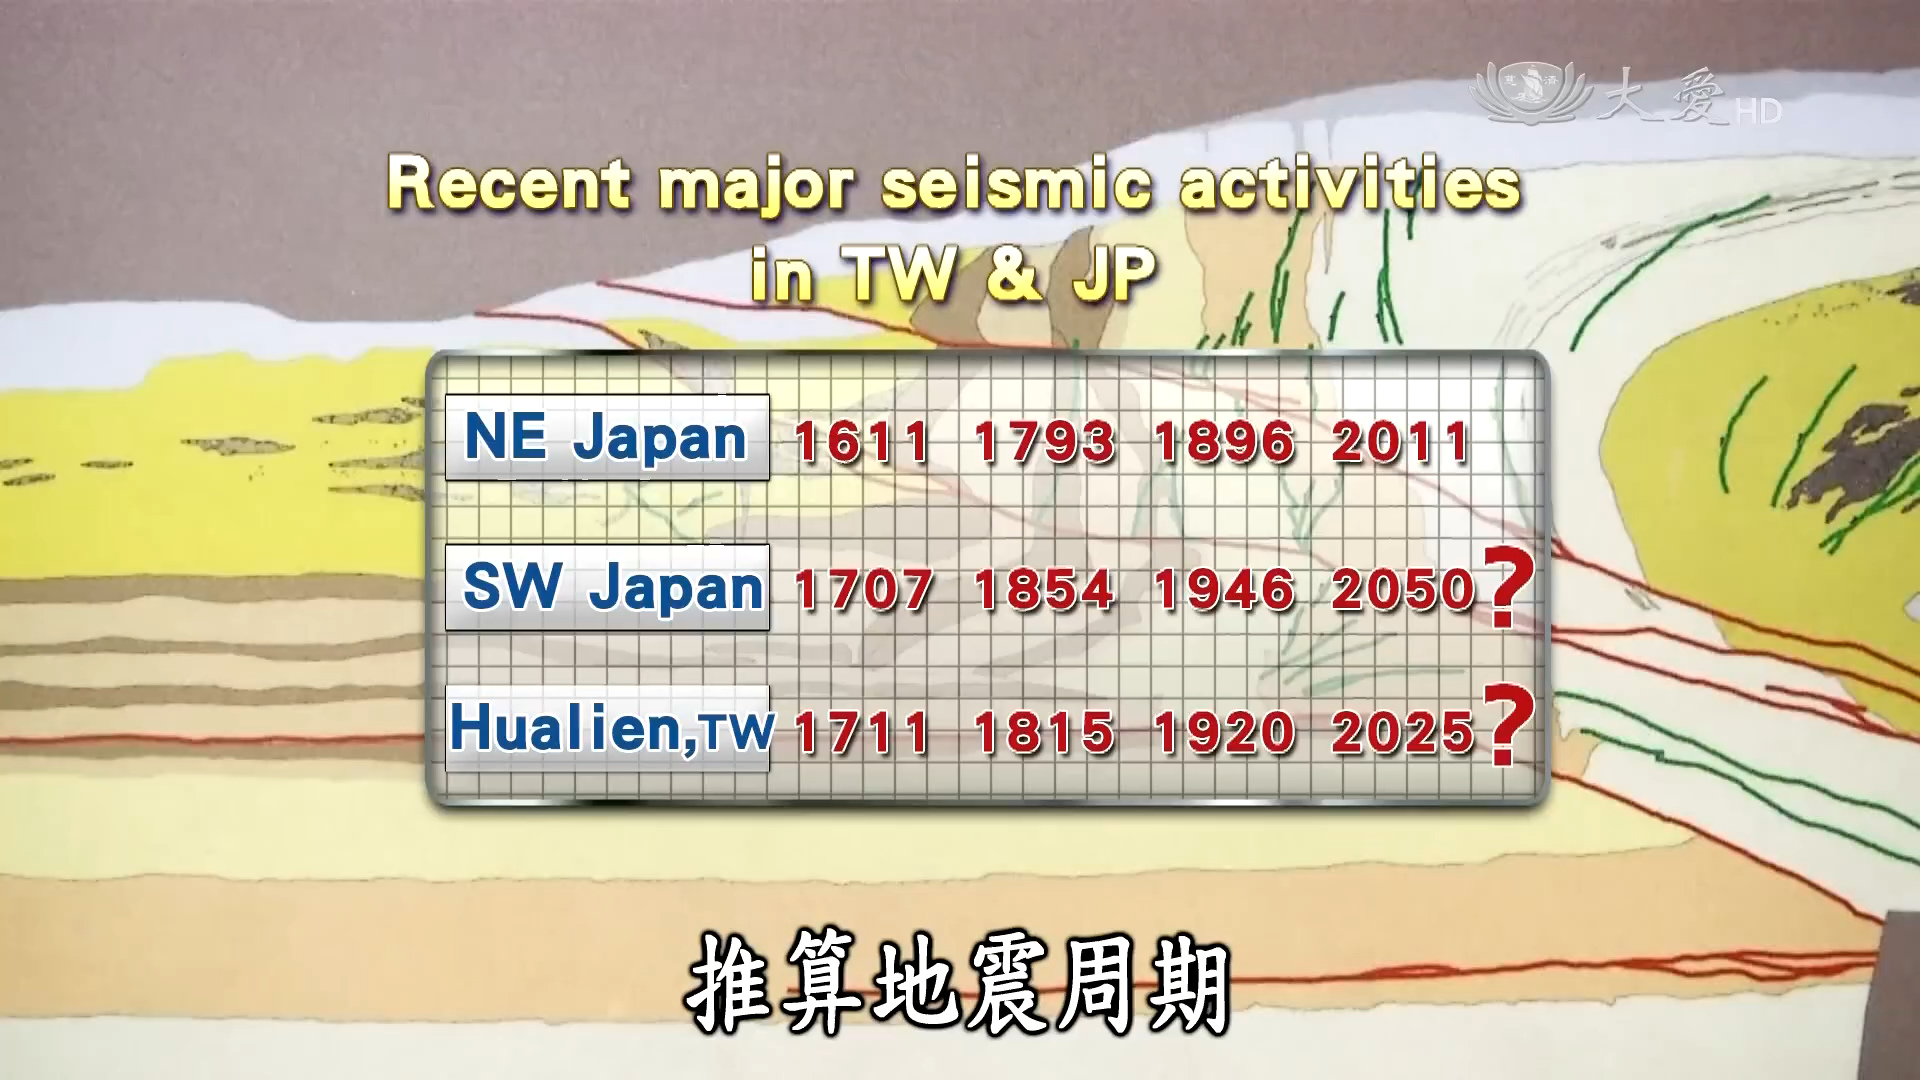 大愛HD
Recent major seismic activities
in TW & JP
NE Japan 1611 1793 1896 2011
SW Japan 1707 1854 1946 2050?
Hualien,TW 1711 1815 1920 2025?
推算地震周期